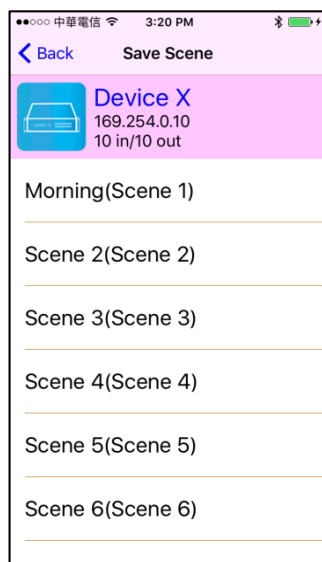 中華電信 3:20 PM
Back Save Scene
Device X
169.254.0.10
10 in/10 out
Morning(Scene 1)
Scene 2(Scene 2)
Scene 3(Scene 3)
Scene 4(Scene 4)
Scene 5(Scene 5)
Scene 6(Scene 6)